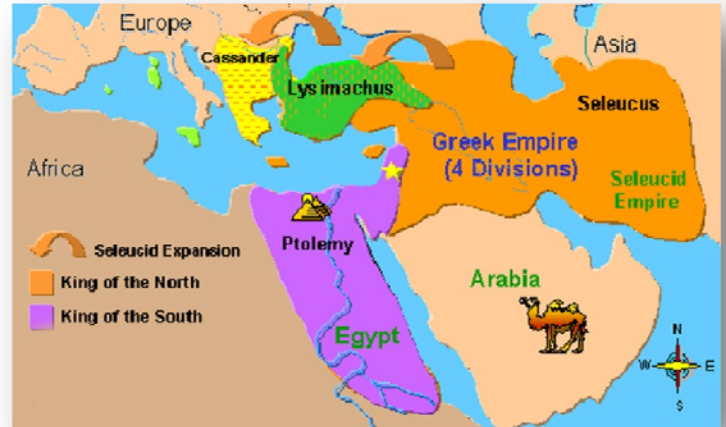 Europe
Asia
Cassander
Lysimachus
Seleucus
Greek Empire
(4 Divisions)
Africa
Seleucid
Empire
Ptolemy
Seleucid Expansion
King of the North
Arabia
King of the South
Egypt
N
W
E
S